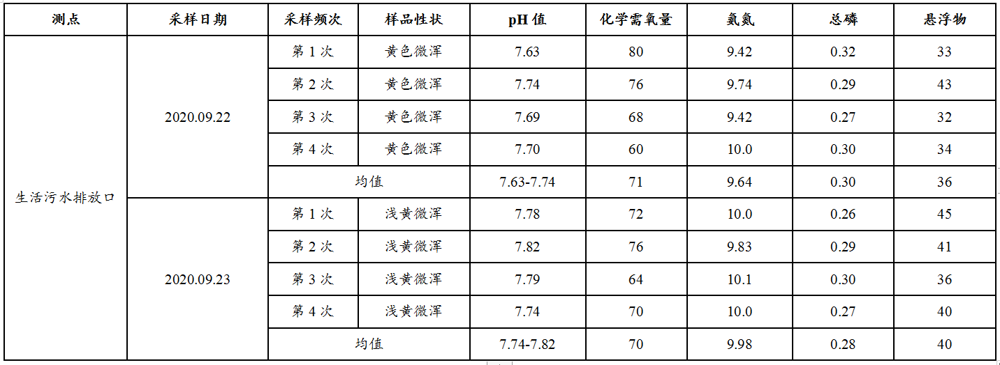 测点 采样日期 采样频次 样品性状 pH 值 化学需氧量 氨氮 总磷 悬浮物
生活污水排放口 2020.09.22 第 1 次 黄色微浑 7.63 80 9.42 0.32 33
第 2 次 黄色微浑 7.74 76 9.74 0.29 43
第 3 次 黄色微浑 7.69 68 9.42 0.27 32
第 4 次 黄色微浑 7.70 60 10.0 0.30 34
均值 7.63-7.74 71 9.64 0.30 36
2020.09.23 第 1 次 浅黄微浑 7.78 72 10.0 0.26 45
第 2 次 浅黄微浑 7.82 76 9.83 0.29 41
第 3 次 浅黄微浑 7.79 64 10.1 0.30 36
第 4 次 浅黄微浑 7.74 70 10.0 0.27 40
均值 7.74-7.82 70 9.98 0.28 40